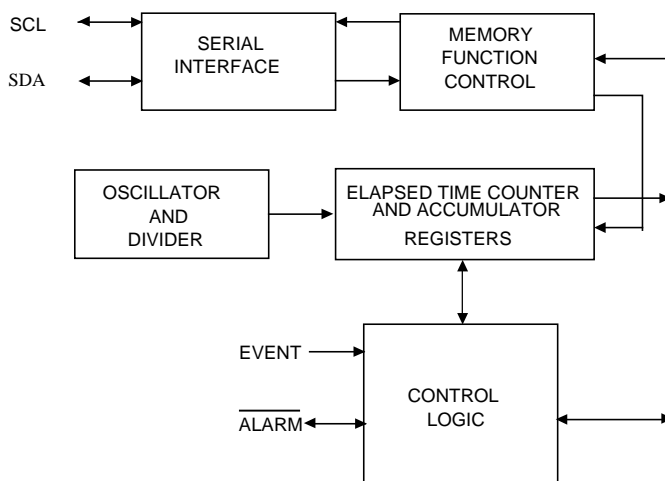 SCL
SDA
SERIAL
INTERFACE
MEMORY
FUNCTION
CONTROL
OSCILLATOR
AND
DIVIDER
ELAPSED TIME COUNTER
AND ACCUMULATOR
REGISTERS
EVENT
ALARM
CONTROL
LOGIC